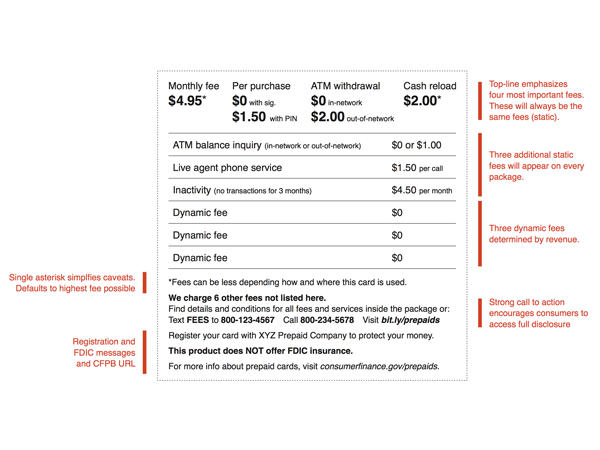 Monthly fee Per purchase ATM withdrawal Cash reload
$4.95* $0 with sig. $0 in-network $2.00*
$1.50 with PIN $2.00 out-of-network
ATM balance inquiry (in-network or out-of-network) $0 or $1.00
Live agent phone service $1.50 per call
Inactivity (no transactions for 3 months) $4.50 per month
Dynamic fee $0
Dynamic fee $0
Dynamic fee $0
*Fees can be less depending how and where this card is used.
We charge 6 other fees not listed here.
Find details and conditions for all fees and services inside the package or:
Text FEES to 800-123-4567 Call 800-234-5678 Visit bit.ly/prepaids
Register your card with XYZ Prepaid Company to protect your money.
This product does NOT offer FDIC insurance.
For more info about prepaid cards, visit consumerfinance.gov/prepaids.
Top-line emphasizes
four most important fees.
These will always be the
same fees (static).
Three additional static
fees will appear on every
package.
Three dynamic fees
determined by revenue.
Single asterisk simplfies caveats.
Defaults to highest fee possible
Strong call to action
encourages consumers to
access full disclosure
Registration and
FDIC messages
and CFPB URL